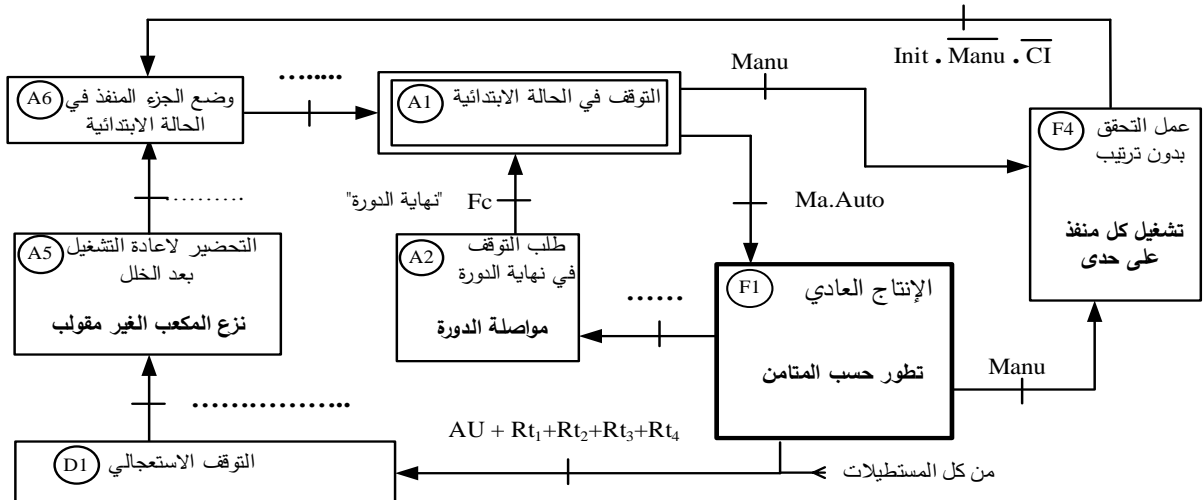 Init . M̅a̅n̅u̅ . C̅I̅
........
Manu
A6
وضع الجزء المنفذ في
الحالة الابتدائية
A1
التوقف في الحالة الابتدائية
F4
عمل التحقق
بدون ترتيب
تشغيل كل منفذ
على حدى
..........
"نهاية الدورة"
Fc
Ma.Auto
A5
التحضير لاعادة التشغيل
بعد الخلل
نزع المكعب الغير مقولب
A2
طلب التوقف
في نهاية الدورة
مواصلة الدورة
......
F1
الإنتاج العادي
تطور حسب المتامن
Manu
.................
AU + Rt₁+Rt₂+Rt₃+Rt₄
D1
التوقف الاستعجالي
من كل المستطيلات